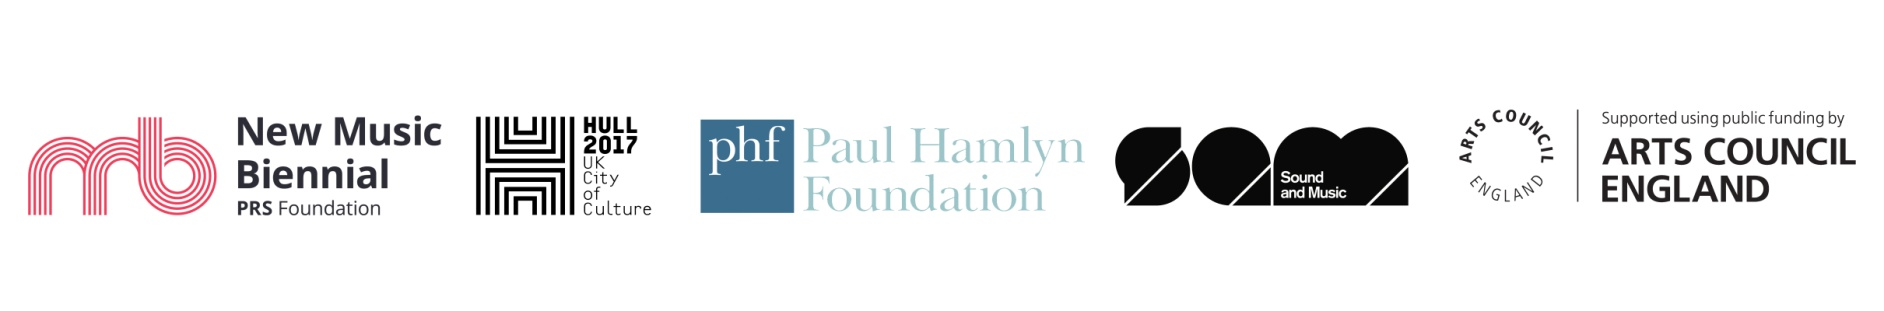 New Music
Biennial
PRS Foundation
HULL
2017
UK
City
of
Culture
phf
Paul Hamlyn
Foundation
sam
Sound
and Music
ARTS COUNCIL
ENGLAND
Supported using public funding by
ARTS COUNCIL
ENGLAND